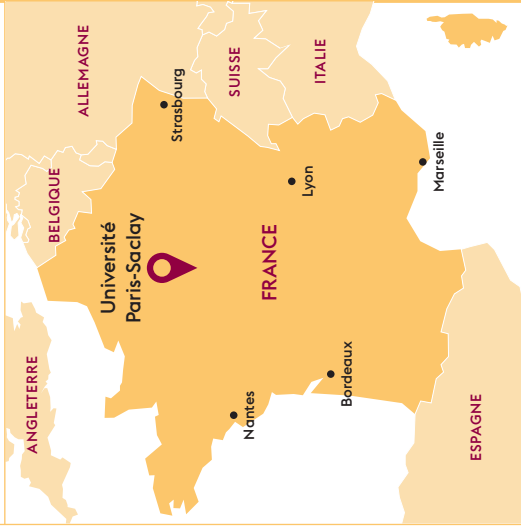 ANGLETERRE
BELGIQUE
ALLEMAGNE
Université
Paris-Saclay
Strasbourg
SUISSE
Nantes
FRANCE
Lyon
ITALIE
Bordeaux
Marseille
ESPAGNE